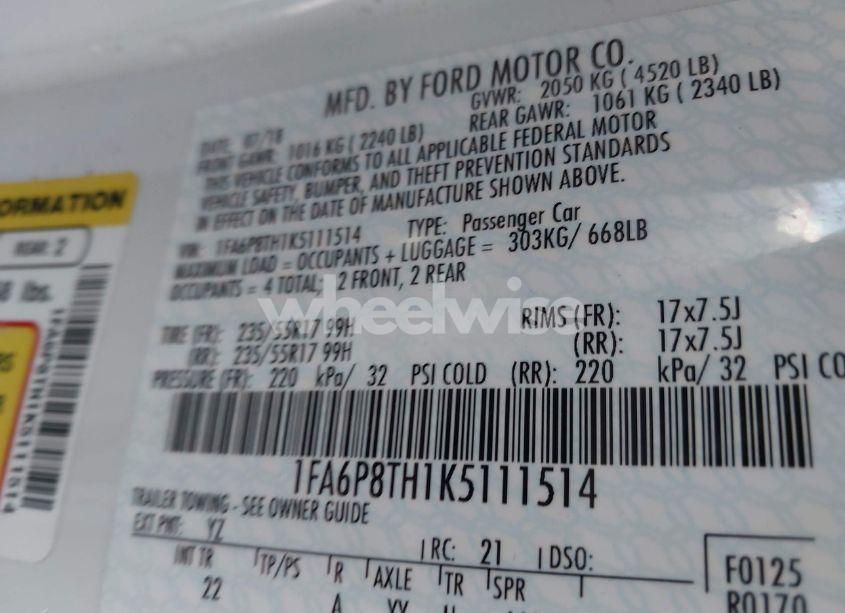 MFD. BY FORD MOTOR CO.
DATE: 07/18 GVWR: 2050 KG ( 4520 LB)
FRONT GAWR: 1016 KG ( 2240 LB) REAR GAWR: 1061 KG ( 2340 LB)
THIS VEHICLE CONFORMS TO ALL APPLICABLE FEDERAL MOTOR
VEHICLE SAFETY, BUMPER, AND THEFT PREVENTION STANDARDS
IN EFFECT ON THE DATE OF MANUFACTURE SHOWN ABOVE.
VIN: 1FA6P8TH1K5111514 TYPE: Passenger Car
MAXIMUM LOAD = OCCUPANTS + LUGGAGE = 303KG/ 668LB
OCCUPANTS = 4 TOTAL; 2 FRONT, 2 REAR
wheelwise
TIRE (FR): 235/55R17 99H RIMS (FR): 17x7.5J
(RR): 235/55R17 99H (RR): 17x7.5J
PRESSURE (FR): 220 kPa/ 32 PSI COLD (RR): 220 kPa/ 32 PSI CO
1FA6P8TH1K5111514
TRAILER TOWING - SEE OWNER GUIDE
EXT PNT: YZ RC: 21 DSO:
INT TR TP/PS R AXLE TR SPR F0125
22 A R0170
ORMATION
REAR: 2
lbs.
1FA6P8TH1K5111514